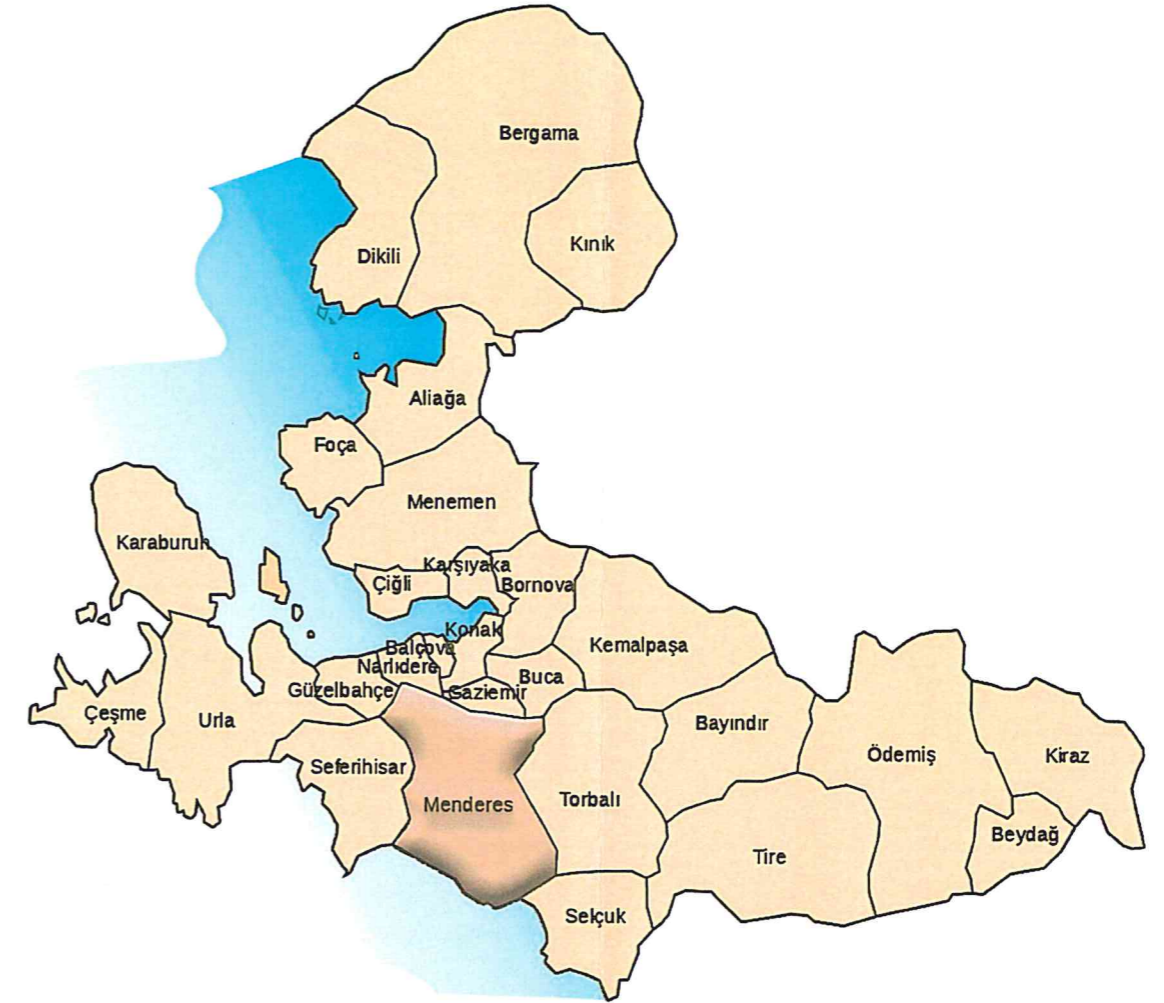 Bergama
Kınık
Dikili
Aliağa
Foça
Menemen
Karaburun
Karşıyaka
Çiğli
Bornova
Konak
Kemalpaşa
Balçova
Narlıdere
Buca
Güzelbahçe
Gaziemir
Çeşme
Urla
Bayındır
Ödemiş
Kiraz
Seferihisar
Menderes
Torbalı
Beydağ
Tire
Selçuk